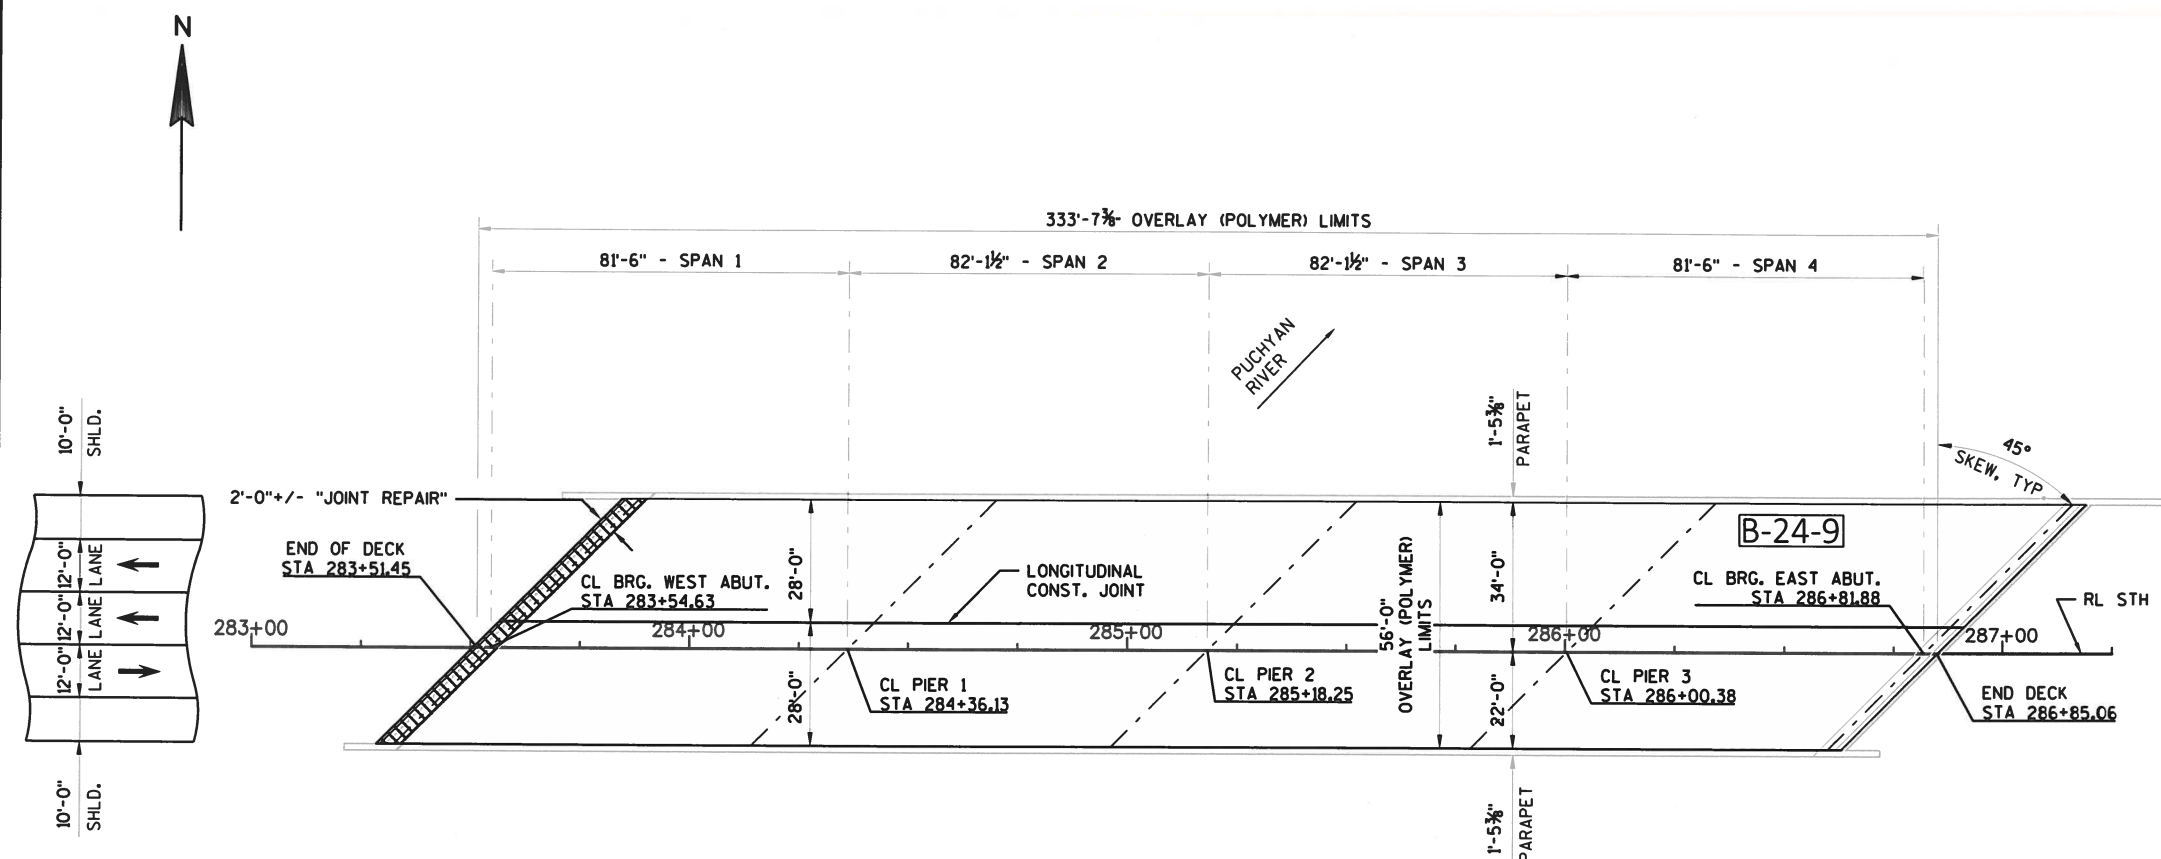 N
333'-7⅜" OVERLAY (POLYMER) LIMITS
81'-6" - SPAN 1
82'-1½" - SPAN 2
82'-1½" - SPAN 3
81'-6" - SPAN 4
PUCHYAN
RIVER
10'-0"
SHLD.
1'-5⅜"
PARAPET
45°
SKEW, TYP.
2'-0"+/- "JOINT REPAIR"
B-24-9
END OF DECK
STA 283+51.45
12'-0"
LANE
12'-0"
LANE
12'-0"
LANE
CL BRG. WEST ABUT.
STA 283+54.63
28'-0"
LONGITUDINAL
CONST. JOINT
56'-0"
OVERLAY (POLYMER)
LIMITS
34'-0"
CL BRG. EAST ABUT.
STA 286+81.88
RL STH
283+00
284+00
285+00
286+00
287+00
28'-0"
CL PIER 1
STA 284+36.13
CL PIER 2
STA 285+18.25
22'-0"
CL PIER 3
STA 286+00.38
END DECK
STA 286+85.06
10'-0"
SHLD.
1'-5⅜"
PARAPET